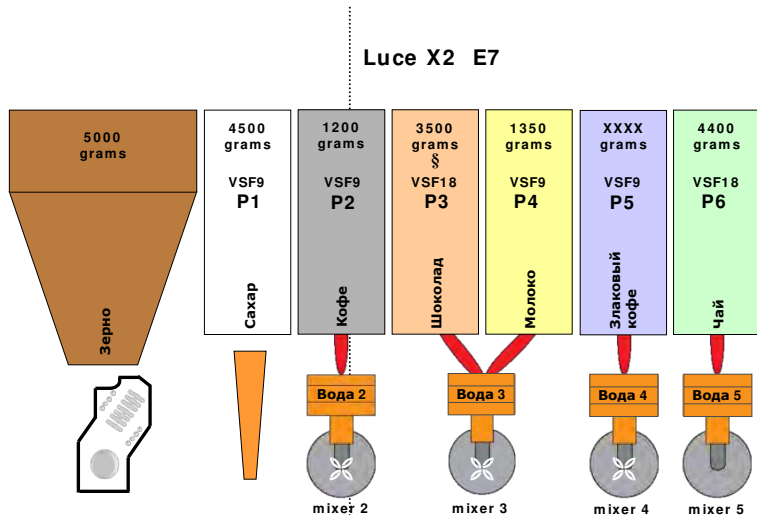 Luce X2 E7
5000
grams
Зерно
4500
grams
VSF9
P1
Сахар
1200
grams
VSF9
P2
Кофе
3500
grams
§
VSF18
P3
Шоколад
1350
grams
VSF9
P4
Молоко
XXXX
grams
VSF9
P5
Злаковый
кофе
4400
grams
VSF18
P6
Чай
Вода 2
Вода 3
Вода 4
Вода 5
mixer 2
mixer 3
mixer 4
mixer 5